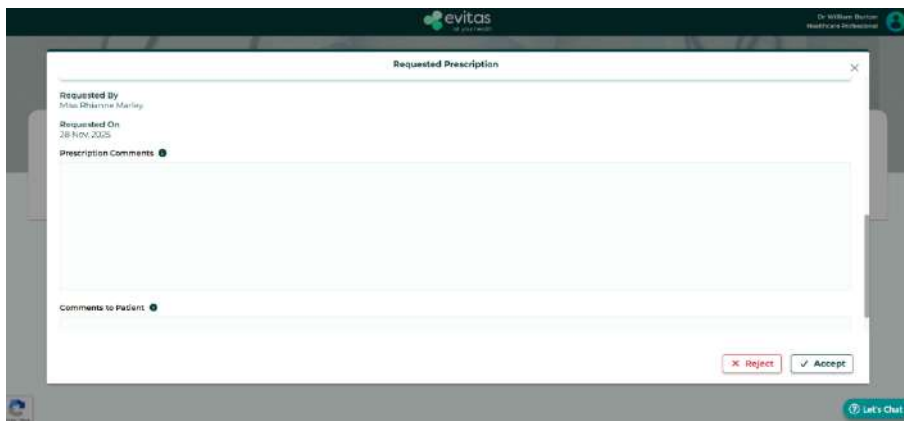 evitas
Dr William Burton
Healthcare Professional
Requested Prescription
Requested By
Miss Rhianne Marley
Requested On
28 Nov, 2025
Prescription Comments
Comments to Patient
Reject
Accept
Let's Chat